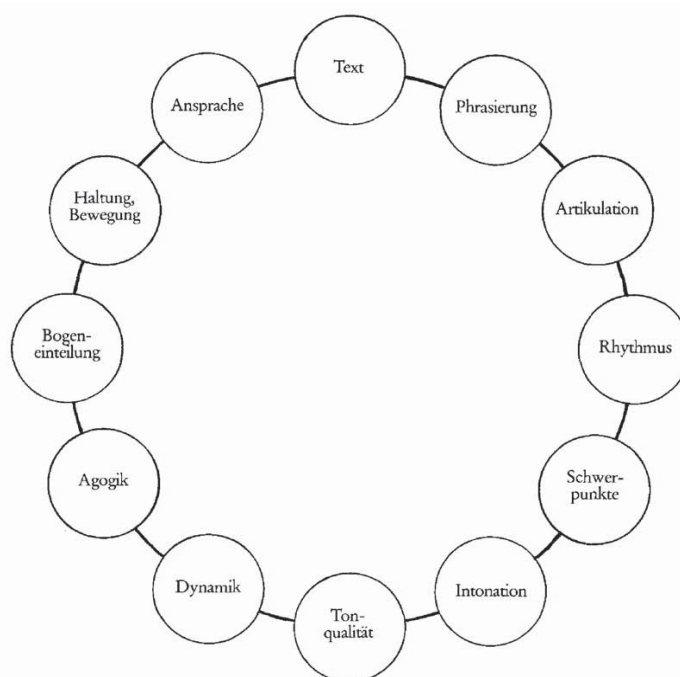 Text
Phrasierung
Artikulation
Rhythmus
Schwer-
punkte
Intonation
Ton-
qualität
Dynamik
Agogik
Bogen-
einteilung
Haltung,
Bewegung
Ansprache